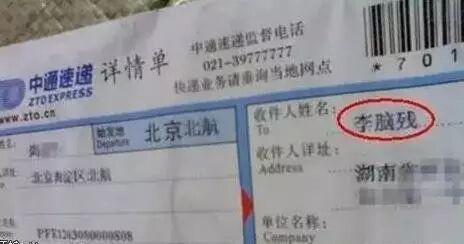 中通速递
ZTO EXPRESS
www.zto.cn
详情单
中通速递监督电话
021-39777777
快递业务请垂询当地网点
*701
始发地
Departure
北京北航
北京海淀区北航
PFK1203080000808
收件人姓名:
To
李脑残
收件人详址:
Address
湖南省
单位名称:
Company